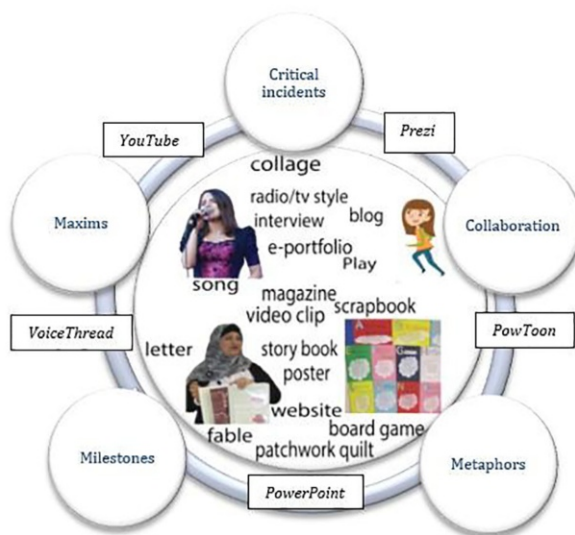 Critical
incidents
YouTube
Prezi
collage
radio/tv style
interview
blog
Maxims
Collaboration
e-portfolio
Play
song
magazine
scrapbook
video clip
VoiceThread
PowToon
letter
story book
poster
website
board game
fable
patchwork quilt
Milestones
Metaphors
PowerPoint